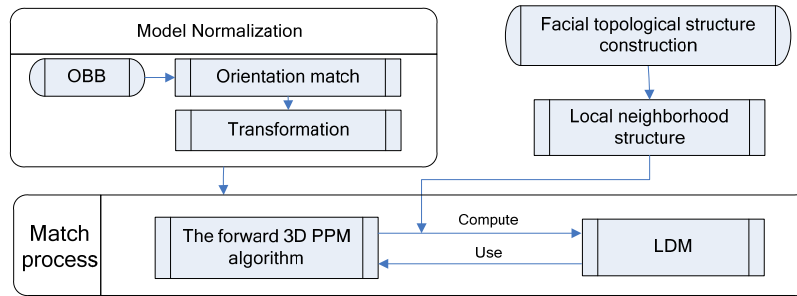 Model Normalization
OBB
Orientation match
Transformation
Facial topological structure
construction
Local neighborhood
structure
Match
process
The forward 3D PPM
algorithm
Compute
Use
LDM